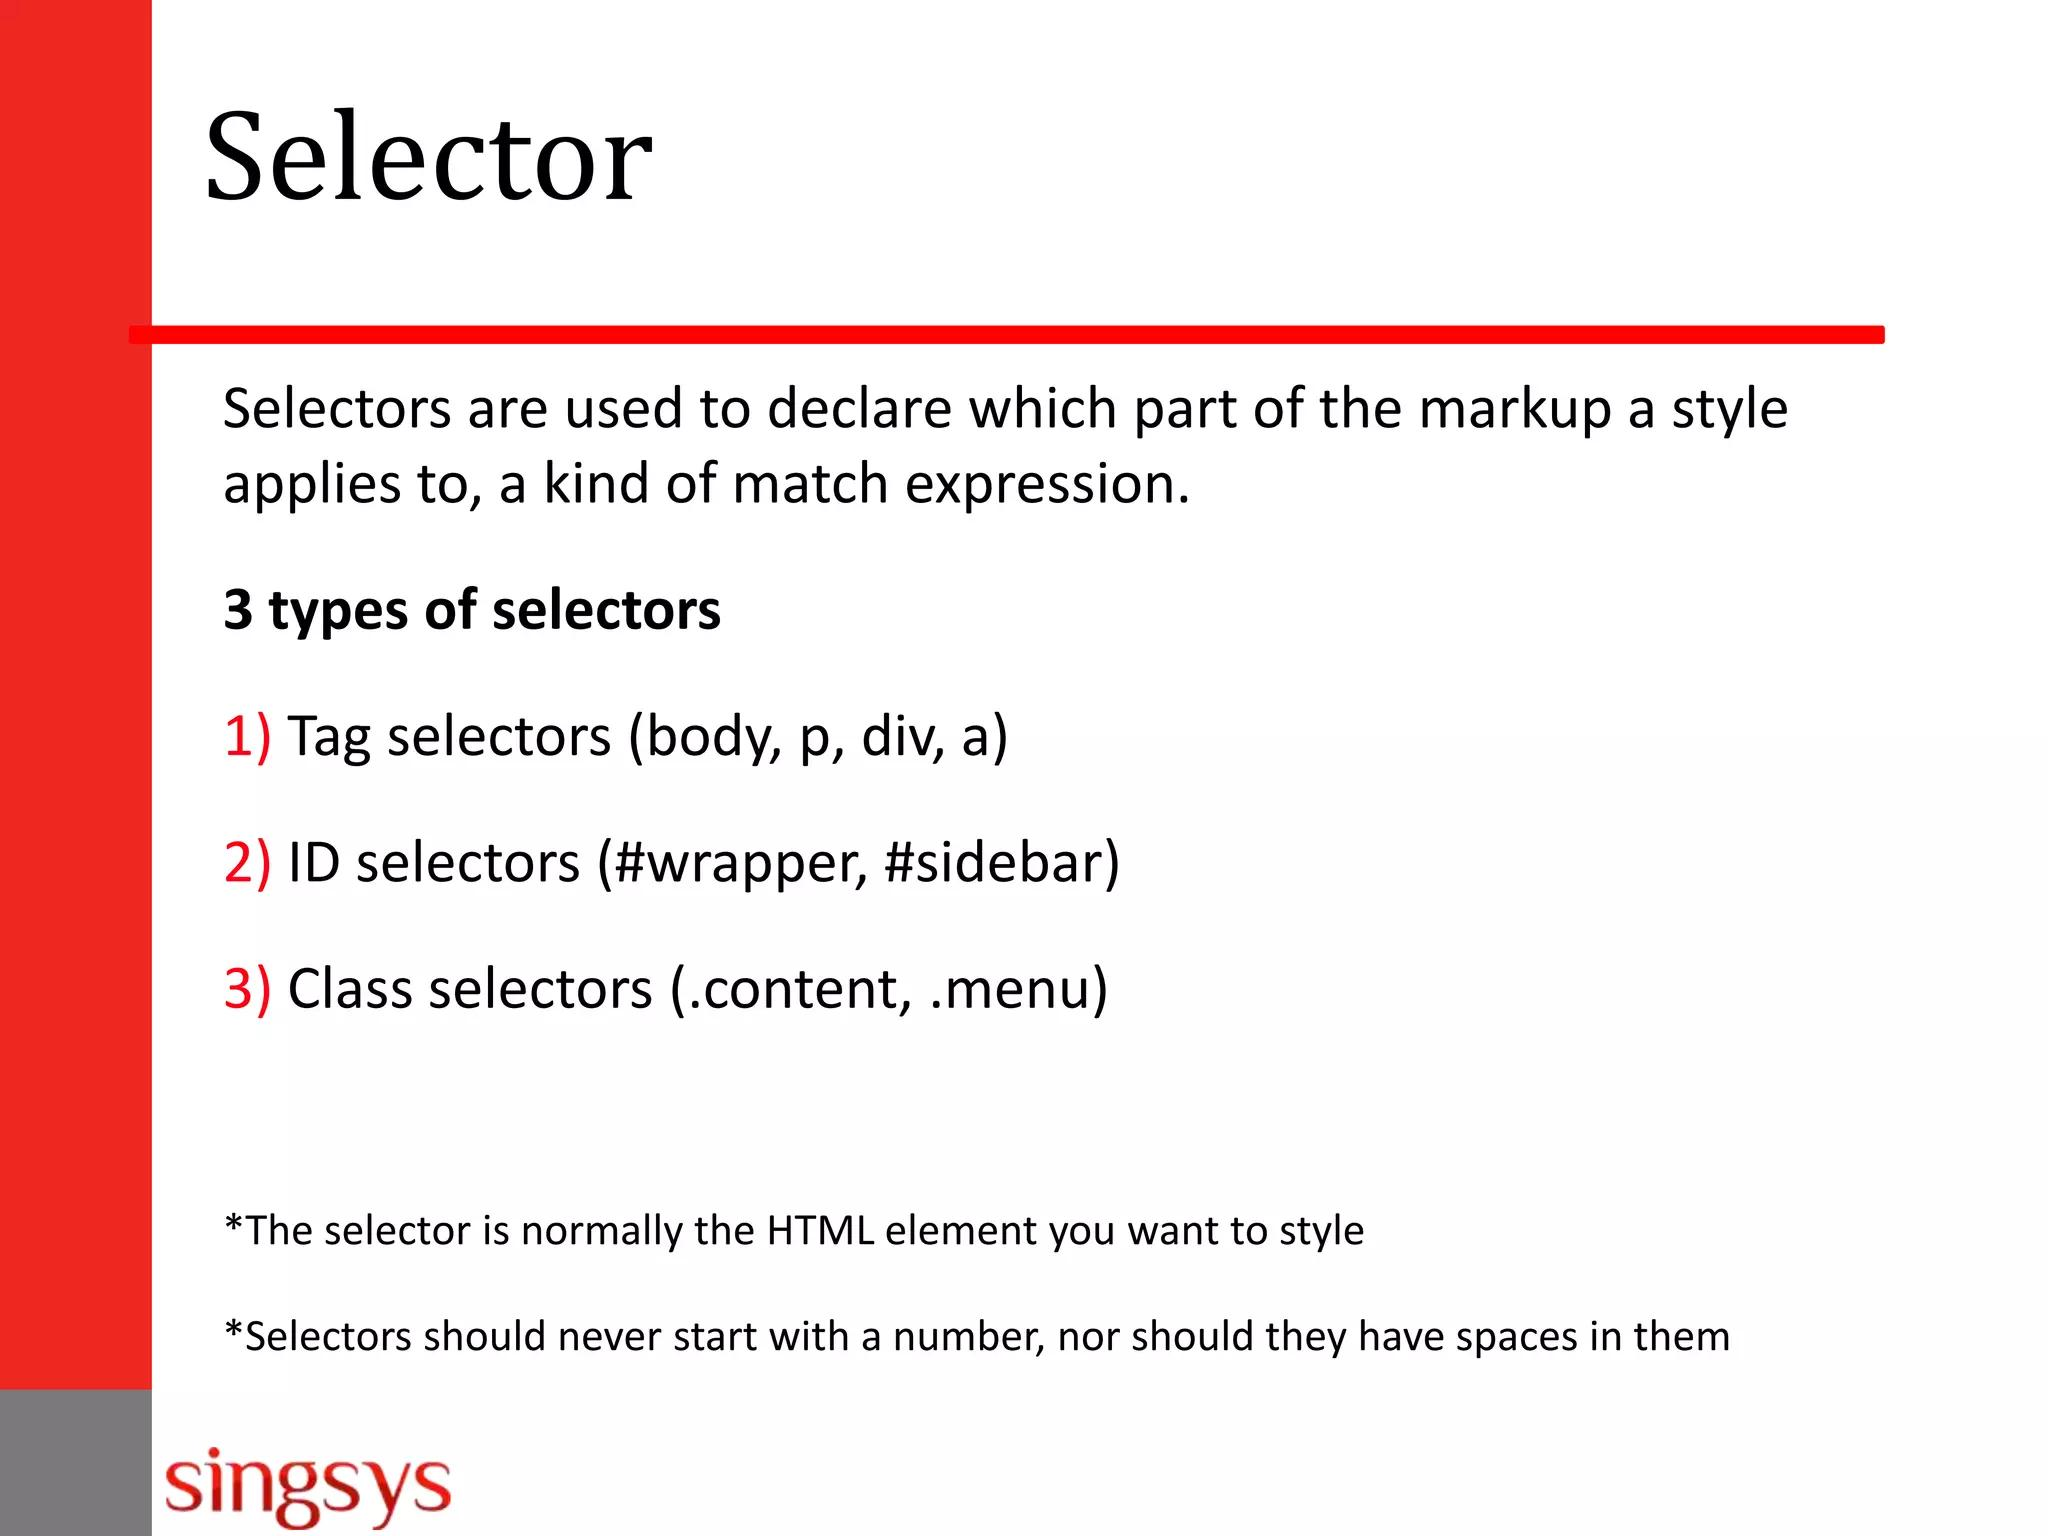 Selector
Selectors are used to declare which part of the markup a style
applies to, a kind of match expression.
3 types of selectors
1) Tag selectors (body, p, div, a)
2) ID selectors (#wrapper, #sidebar)
3) Class selectors (.content, .menu)
*The selector is normally the HTML element you want to style
*Selectors should never start with a number, nor should they have spaces in them
singsys